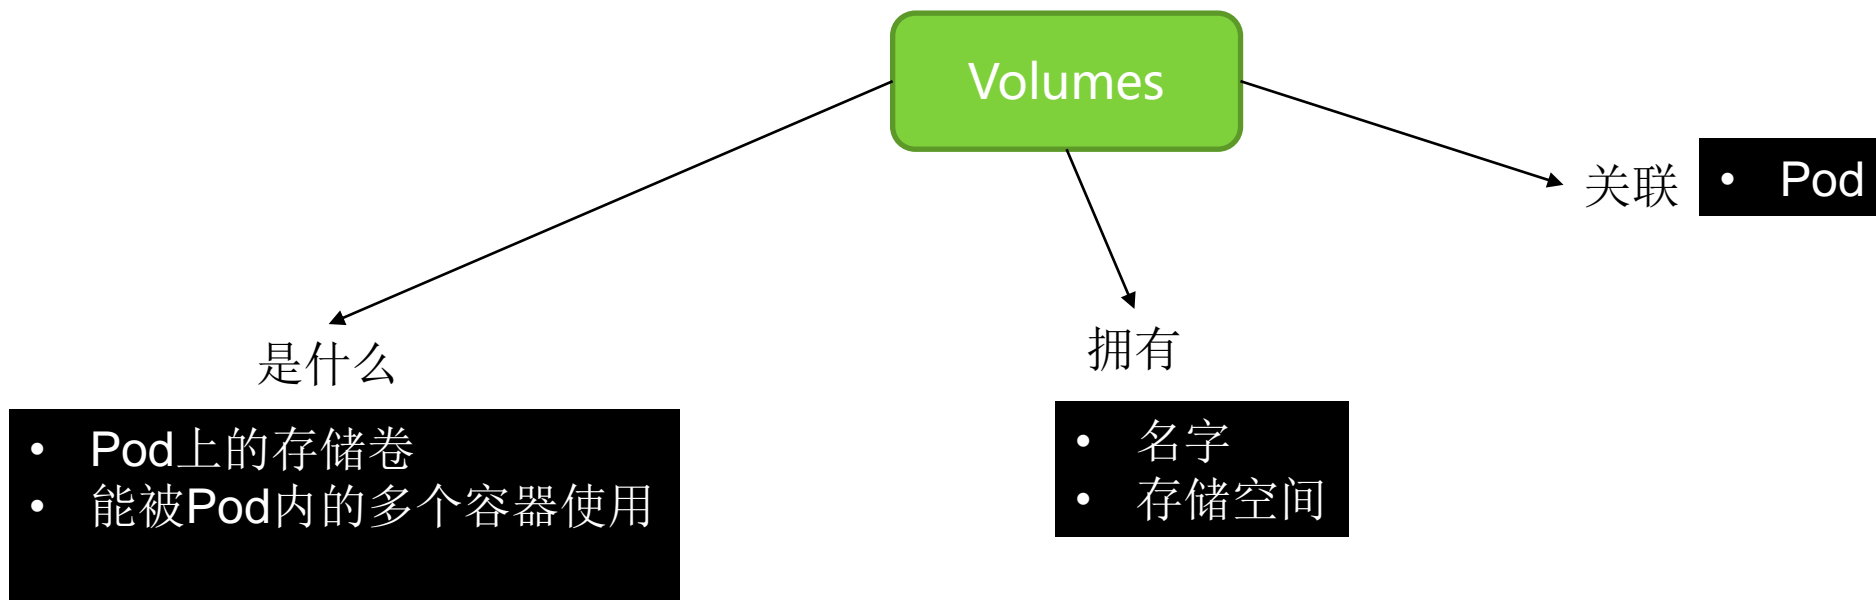 Volumes
关联
• Pod
是什么
• Pod上的存储卷
• 能被Pod内的多个容器使用
拥有
• 名字
• 存储空间